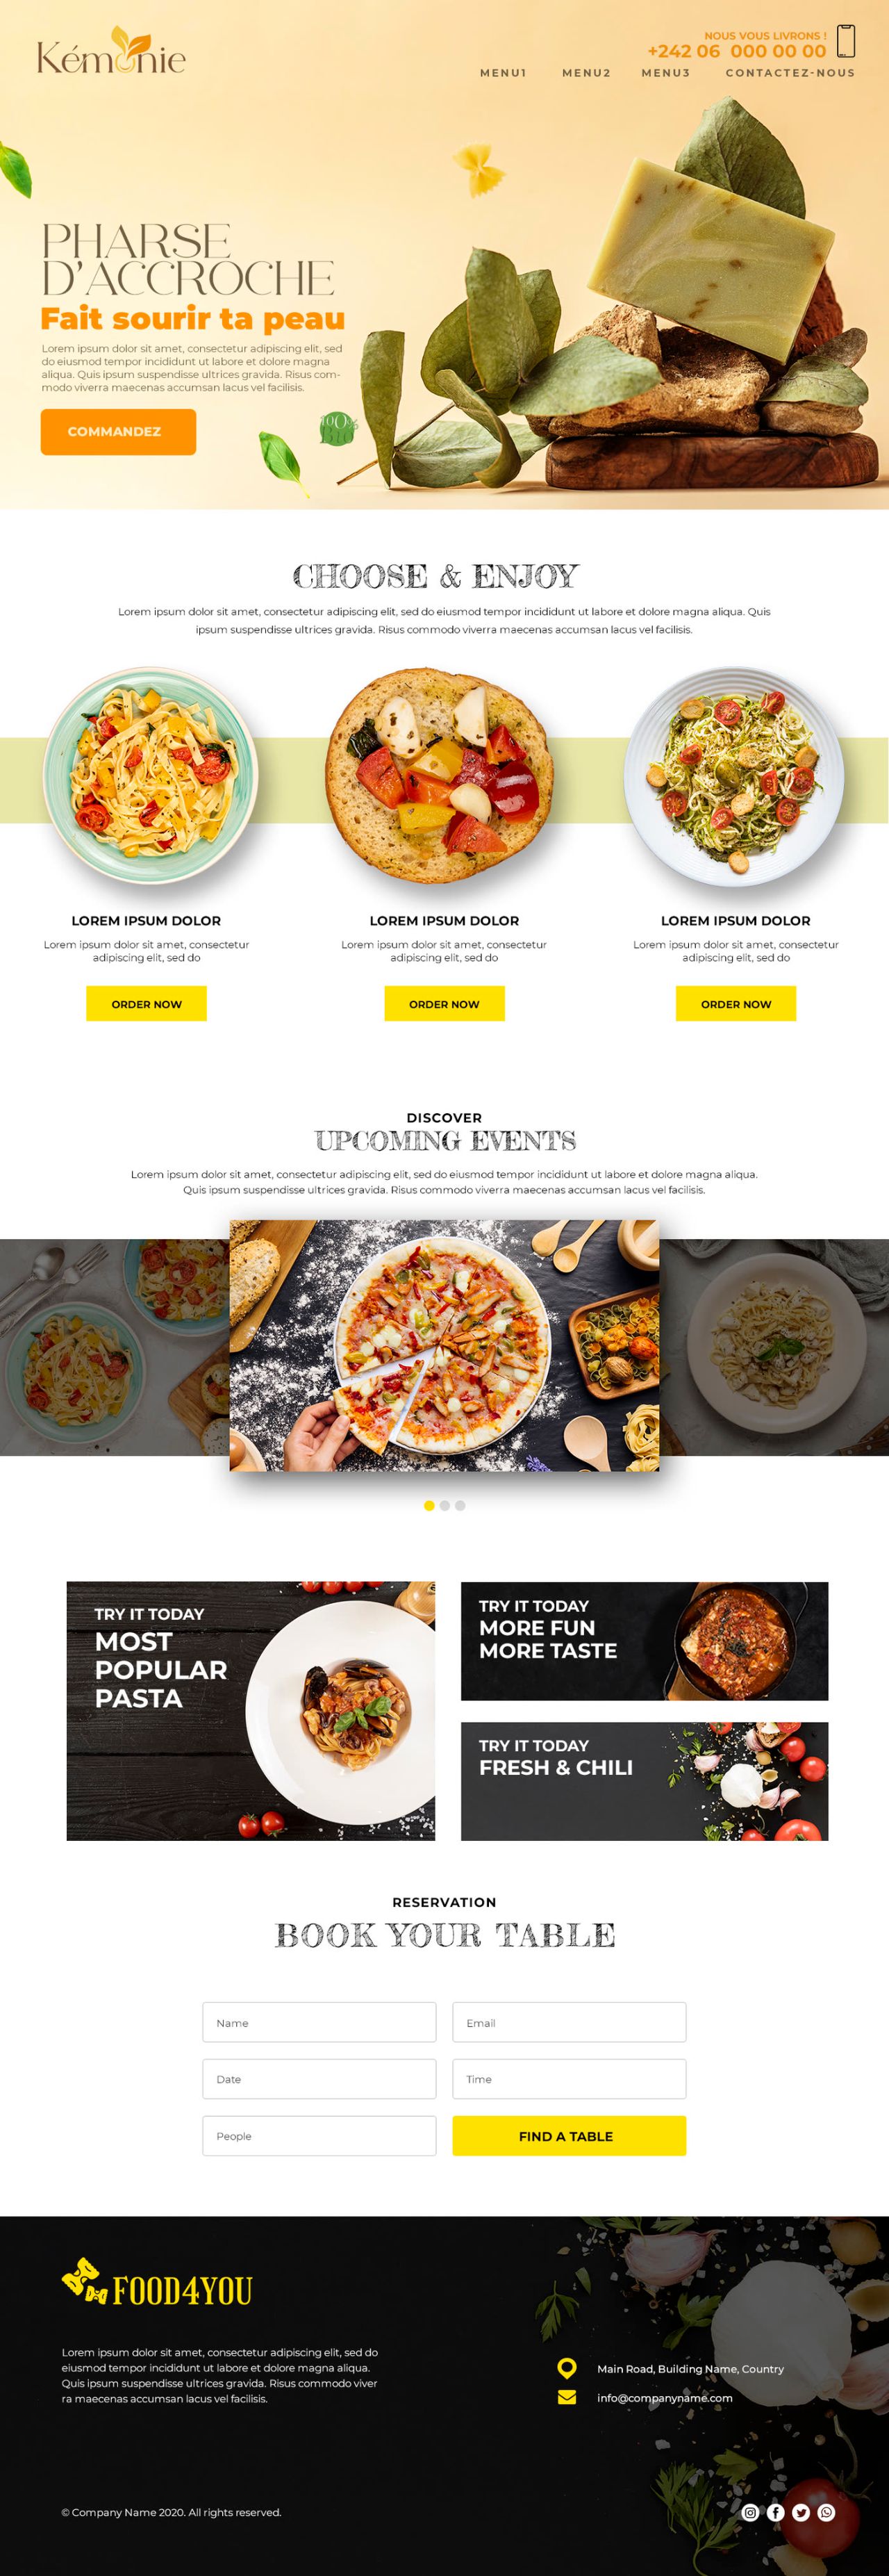 Kémonie
NOUS VOUS LIVRONS !
+242 06 000 00 00
MENU1 MENU2 MENU3 CONTACTEZ-NOUS
PHARSE
D'ACCROCHE
Fait sourir ta peau
Lorem ipsum dolor sit amet, consectetur adipiscing elit, sed
do eiusmod tempor incididunt ut labore et dolore magna
aliqua. Quis ipsum suspendisse ultrices gravida. Risus com-
modo viverra maecenas accumsan lacus vel facilisis.
100%
Bio
COMMANDEZ
CHOOSE & ENJOY
Lorem ipsum dolor sit amet, consectetur adipiscing elit, sed do eiusmod tempor incididunt ut labore et dolore magna aliqua. Quis
ipsum suspendisse ultrices gravida. Risus commodo viverra maecenas accumsan lacus vel facilisis.
LOREM IPSUM DOLOR
Lorem ipsum dolor sit amet, consectetur
adipiscing elit, sed do
ORDER NOW
LOREM IPSUM DOLOR
Lorem ipsum dolor sit amet, consectetur
adipiscing elit, sed do
ORDER NOW
LOREM IPSUM DOLOR
Lorem ipsum dolor sit amet, consectetur
adipiscing elit, sed do
ORDER NOW
DISCOVER
UPCOMING EVENTS
Lorem ipsum dolor sit amet, consectetur adipiscing elit, sed do eiusmod tempor incididunt ut labore et dolore magna aliqua.
Quis ipsum suspendisse ultrices gravida. Risus commodo viverra maecenas accumsan lacus vel facilisis.
TRY IT TODAY
MOST
POPULAR
PASTA
TRY IT TODAY
MORE FUN
MORE TASTE
TRY IT TODAY
FRESH & CHILI
RESERVATION
BOOK YOUR TABLE
Name
Email
Date
Time
People
FIND A TABLE
FOOD4YOU
Lorem ipsum dolor sit amet, consectetur adipiscing elit, sed do
eiusmod tempor incididunt ut labore et dolore magna aliqua.
Quis ipsum suspendisse ultrices gravida. Risus commodo viver
ra maecenas accumsan lacus vel facilisis.
Main Road, Building Name, Country
info@companyname.com
© Company Name 2020. All rights reserved.